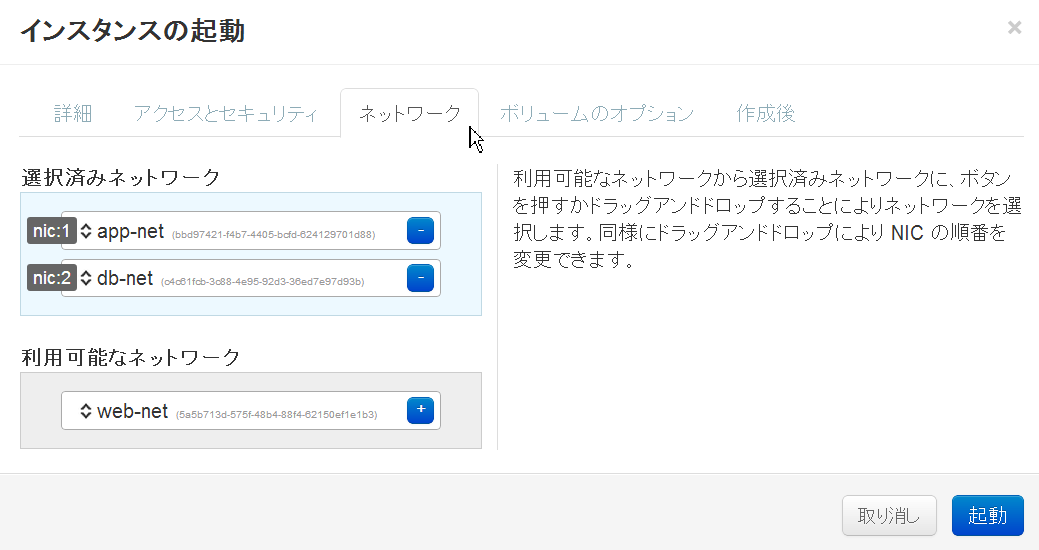 インスタンスの起動
×
詳細 アクセスとセキュリティ ネットワーク ボリュームのオプション 作成後
選択済みネットワーク
nic:1 app-net (bbd97421-f4b7-4405-bcfd-624129701d88) -
nic:2 db-net (c4c61fcb-3c88-4e95-92d3-36ed7e97d93b) -
利用可能なネットワーク
web-net (5a5b713d-575f-48b4-88f4-62150ef1e1b3) +
利用可能なネットワークから選択済みネットワークに、ボタン
を押すかドラッグアンドドロップすることによりネットワークを選
択します。同様にドラッグアンドドロップにより NIC の順番を
変更できます。
取り消し 起動